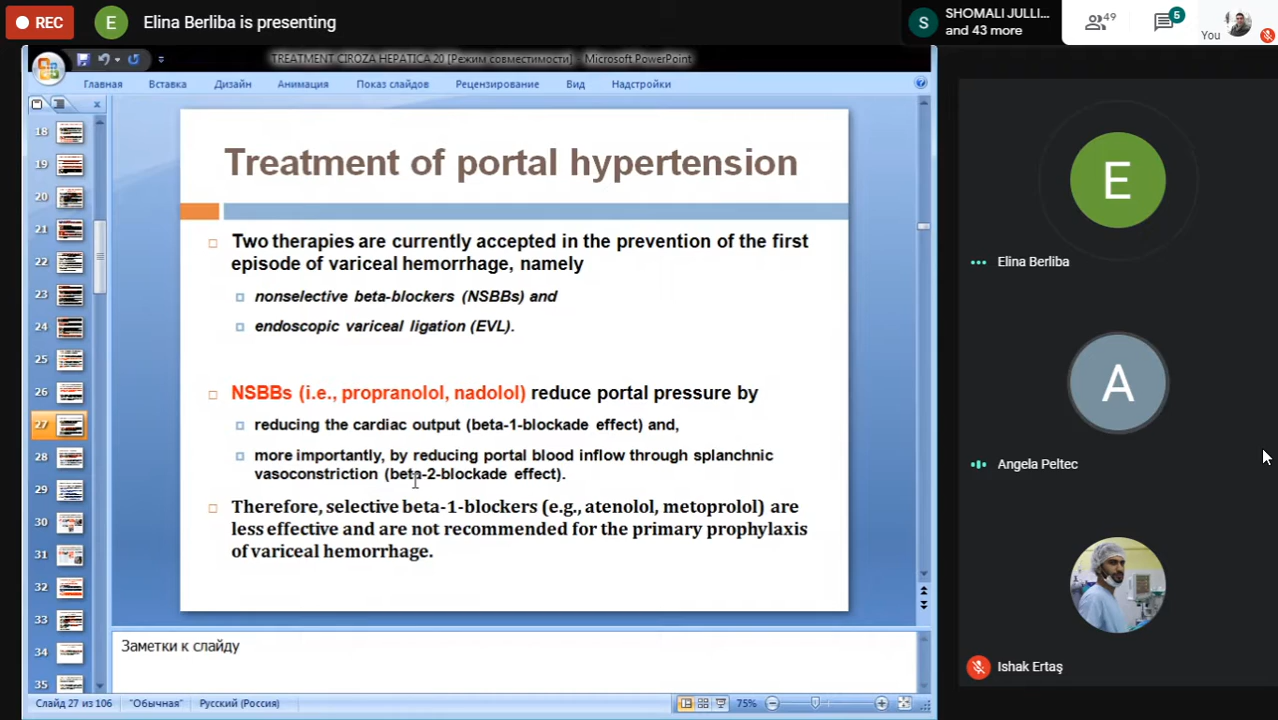 REC
E
Elina Berliba is presenting
S
SHOMALI JULLI...
and 43 more
49
5
You
TREATMENT CIROZA HEPATICA 20 [Режим совместимости] - Microsoft PowerPoint
Главная
Вставка
Дизайн
Анимация
Показ слайдов
Рецензирование
Вид
Надстройки
18
19
20
21
22
23
24
25
26
27
28
29
30
31
32
33
34
35
Treatment of portal hypertension
Two therapies are currently accepted in the prevention of the first
episode of variceal hemorrhage, namely
nonselective beta-blockers (NSBBs) and
endoscopic variceal ligation (EVL).
NSBBs (i.e., propranolol, nadolol) reduce portal pressure by
reducing the cardiac output (beta-1-blockade effect) and,
more importantly, by reducing portal blood inflow through splanchnic
vasoconstriction (beta-2-blockade effect).
Therefore, selective beta-1-blockers (e.g., atenolol, metoprolol) are
less effective and are not recommended for the primary prophylaxis
of variceal hemorrhage.
Заметки к слайду
Слайд 27 из 106
"Обычная"
Русский (Россия)
75%
E
Elina Berliba
A
Angela Peltec
Ishak Ertaş